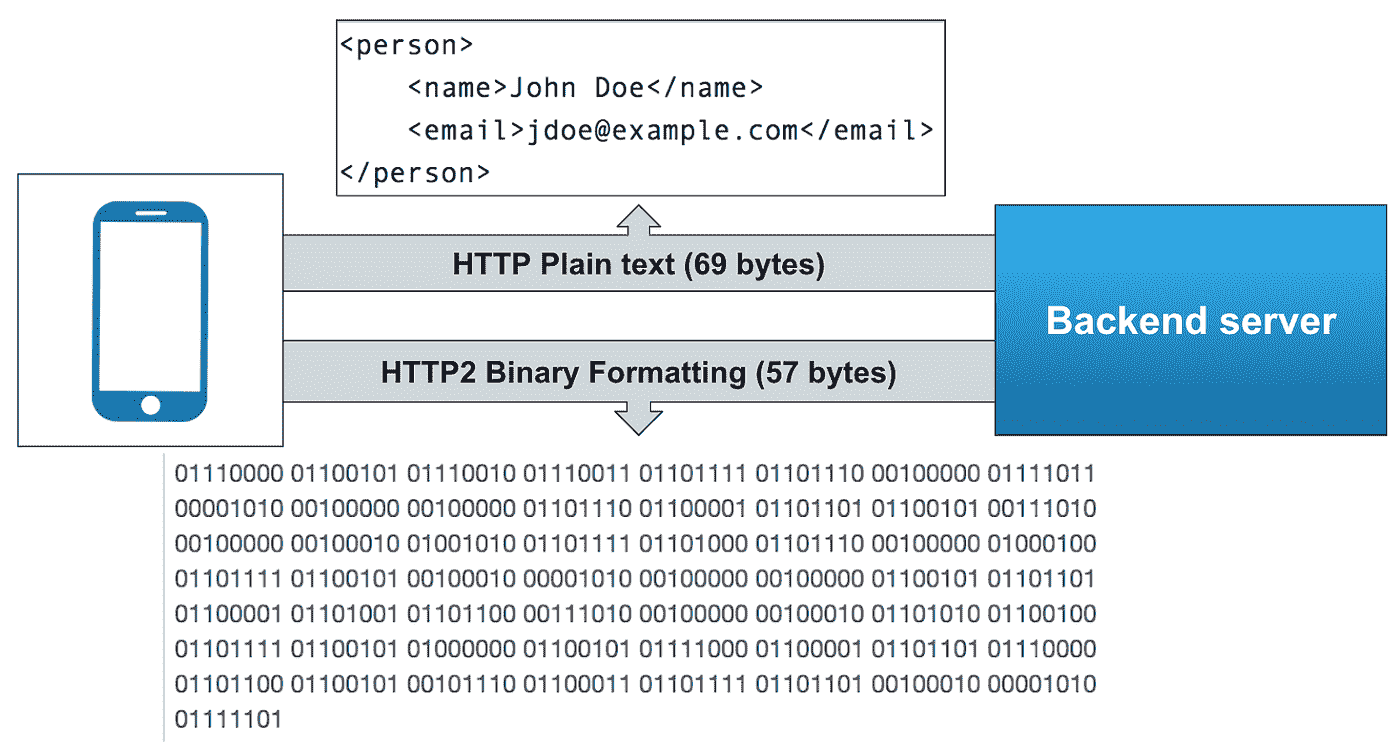 <person>
<name>John Doe</name>
<email>jdoe@example.com</email>
</person>
HTTP Plain text (69 bytes)
Backend server
HTTP2 Binary Formatting (57 bytes)
01110000 01100101 01110010 01110011 01101111 01101110 00100000 01111011
00001010 00100000 00100000 01101110 01100001 01101101 01100101 00111010
00100000 00100010 01001010 01101111 01101000 01101110 00100000 01000100
01101111 01100101 00100010 00001010 00100000 00100000 01100101 01101101
01100001 01101001 01101100 00111010 00100000 00100010 01101010 01100100
01101111 01100101 01000000 01100101 01111000 01100001 01101101 01110000
01101100 01100101 00101110 01100011 01101111 01101101 00100010 00001010
01111101